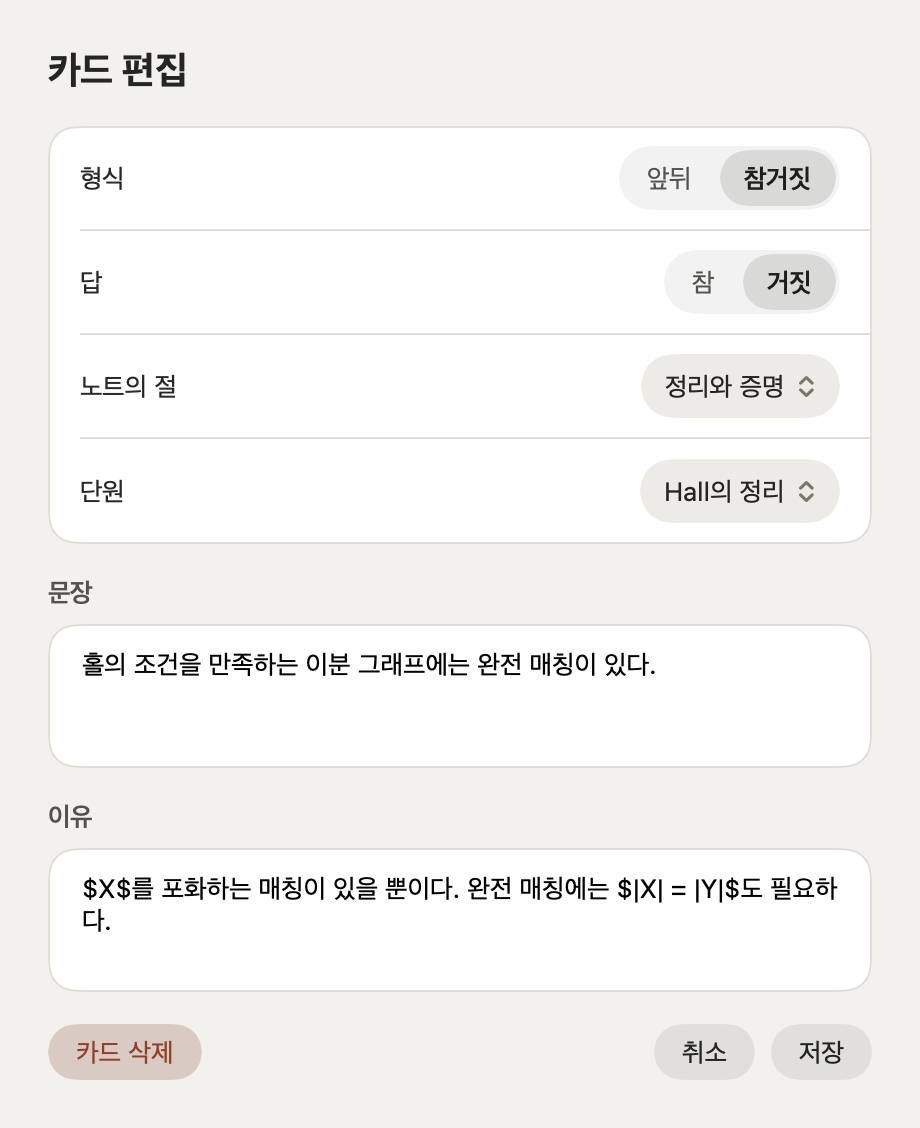 카드 편집
형식
앞뒤 참거짓
답
참 거짓
노트의 절
정리와 증명
단원
Hall의 정리
문장
홀의 조건을 만족하는 이분 그래프에는 완전 매칭이 있다.
이유
$X$를 포화하는 매칭이 있을 뿐이다. 완전 매칭에는 $|X| = |Y|$도 필요하
다.
카드 삭제
취소 저장